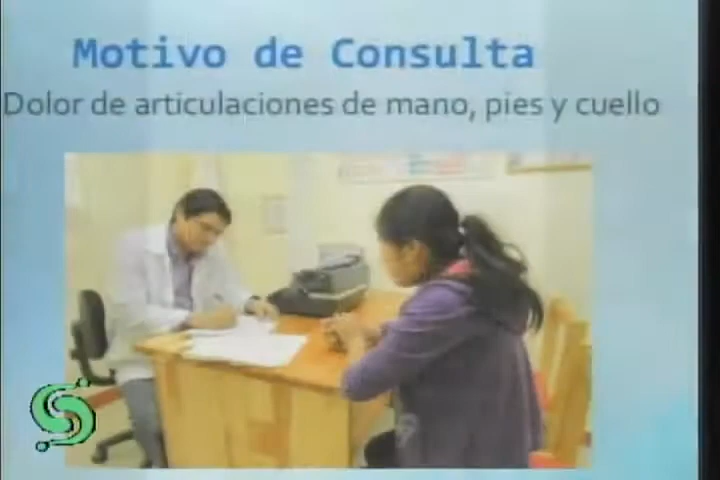 Motivo de Consulta
Dolor de articulaciones de mano, pies y cuello